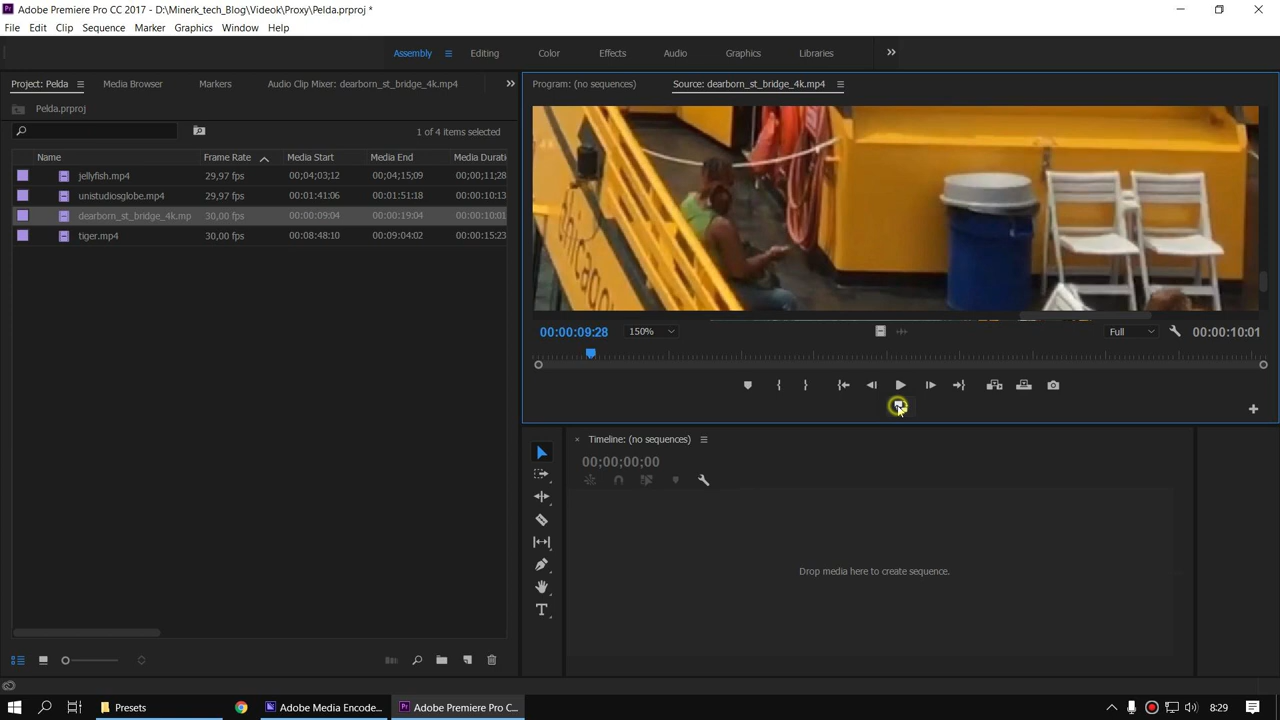 Adobe Premiere Pro CC 2017 - D:\Minerk_tech_Blog\Videok\Proxy\Pelda.prproj *
File Edit Clip Sequence Marker Graphics Window Help
Assembly Editing Color Effects Audio Graphics Libraries
Project: Pelda Media Browser Markers Audio Clip Mixer: dearborn_st_bridge_4k.mp4
Pelda.prproj
1 of 4 items selected
Name Frame Rate Media Start Media End Media Durati
jellyfish.mp4 29,97 fps 00;04;03;12 00;04;15;09 00;00;11;28
unistudiosglobe.mp4 29,97 fps 00:01:41:06 00:01:51:18 00:00:10:13
dearborn_st_bridge_4k.mp 30,00 fps 00:00:09:04 00:00:19:04 00:00:10:01
tiger.mp4 30,00 fps 00:08:48:10 00:09:04:02 00:00:15:23
Program: (no sequences) Source: dearborn_st_bridge_4k.mp4
chicago
00:00:09:28 150% Full 00:00:10:01
Timeline: (no sequences)
00;00;00;00
Drop media here to create sequence.
Presets Adobe Media Encode... Adobe Premiere Pro C... 8:29